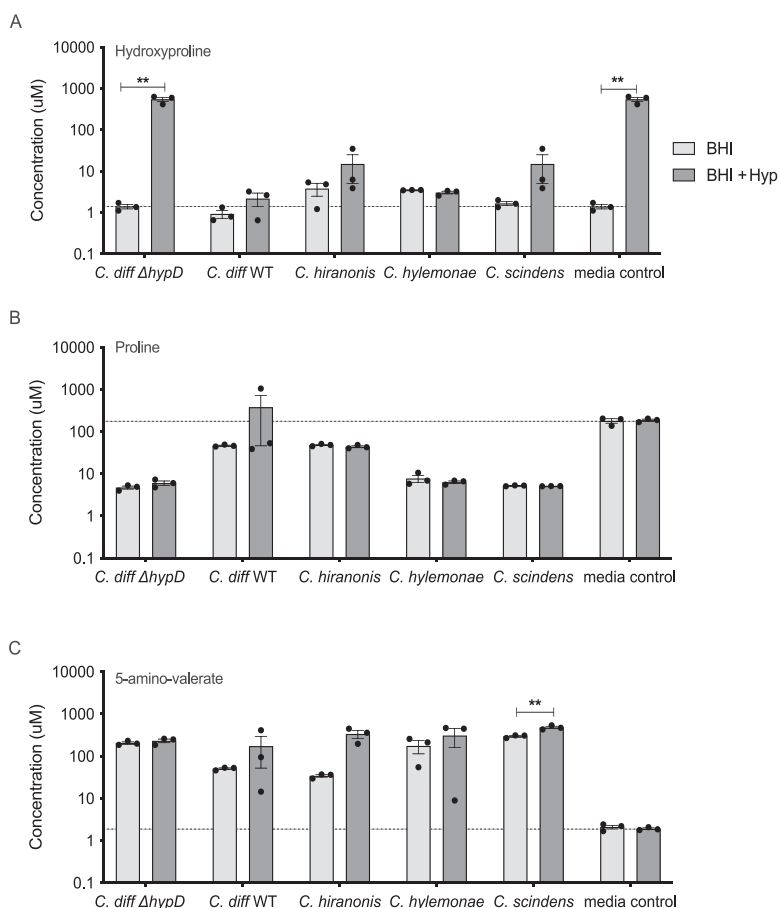 A
Hydroxyproline
Concentration (uM)
10000
1000
100
10
1
0.1
** **
BHI
BHI +Hyp
C. diff ΔhypD C. diff WT C. hiranonis C. hylemonae C. scindens media control
B
Proline
Concentration (uM)
10000
1000
100
10
1
0.1
C. diff ΔhypD C. diff WT C. hiranonis C. hylemonae C. scindens media control
C
5-amino-valerate
Concentration (uM)
10000
1000
100
10
1
0.1
**
C. diff ΔhypD C. diff WT C. hiranonis C. hylemonae C. scindens media control